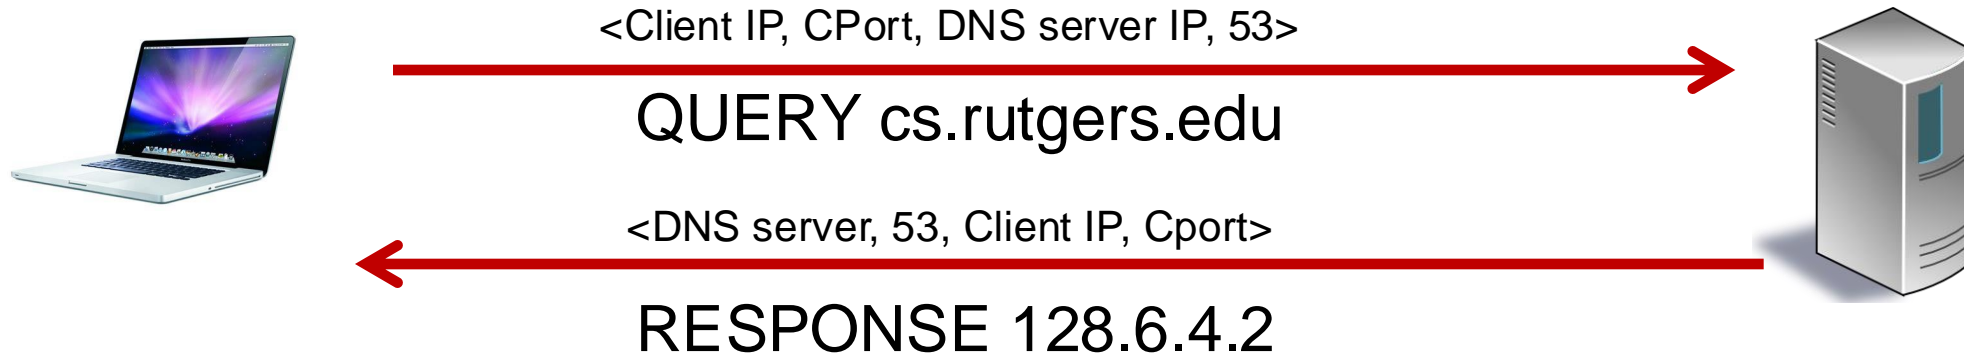 <Client IP, CPort, DNS server IP, 53>
QUERY cs.rutgers.edu
<DNS server, 53, Client IP, Cport>
RESPONSE 128.6.4.2